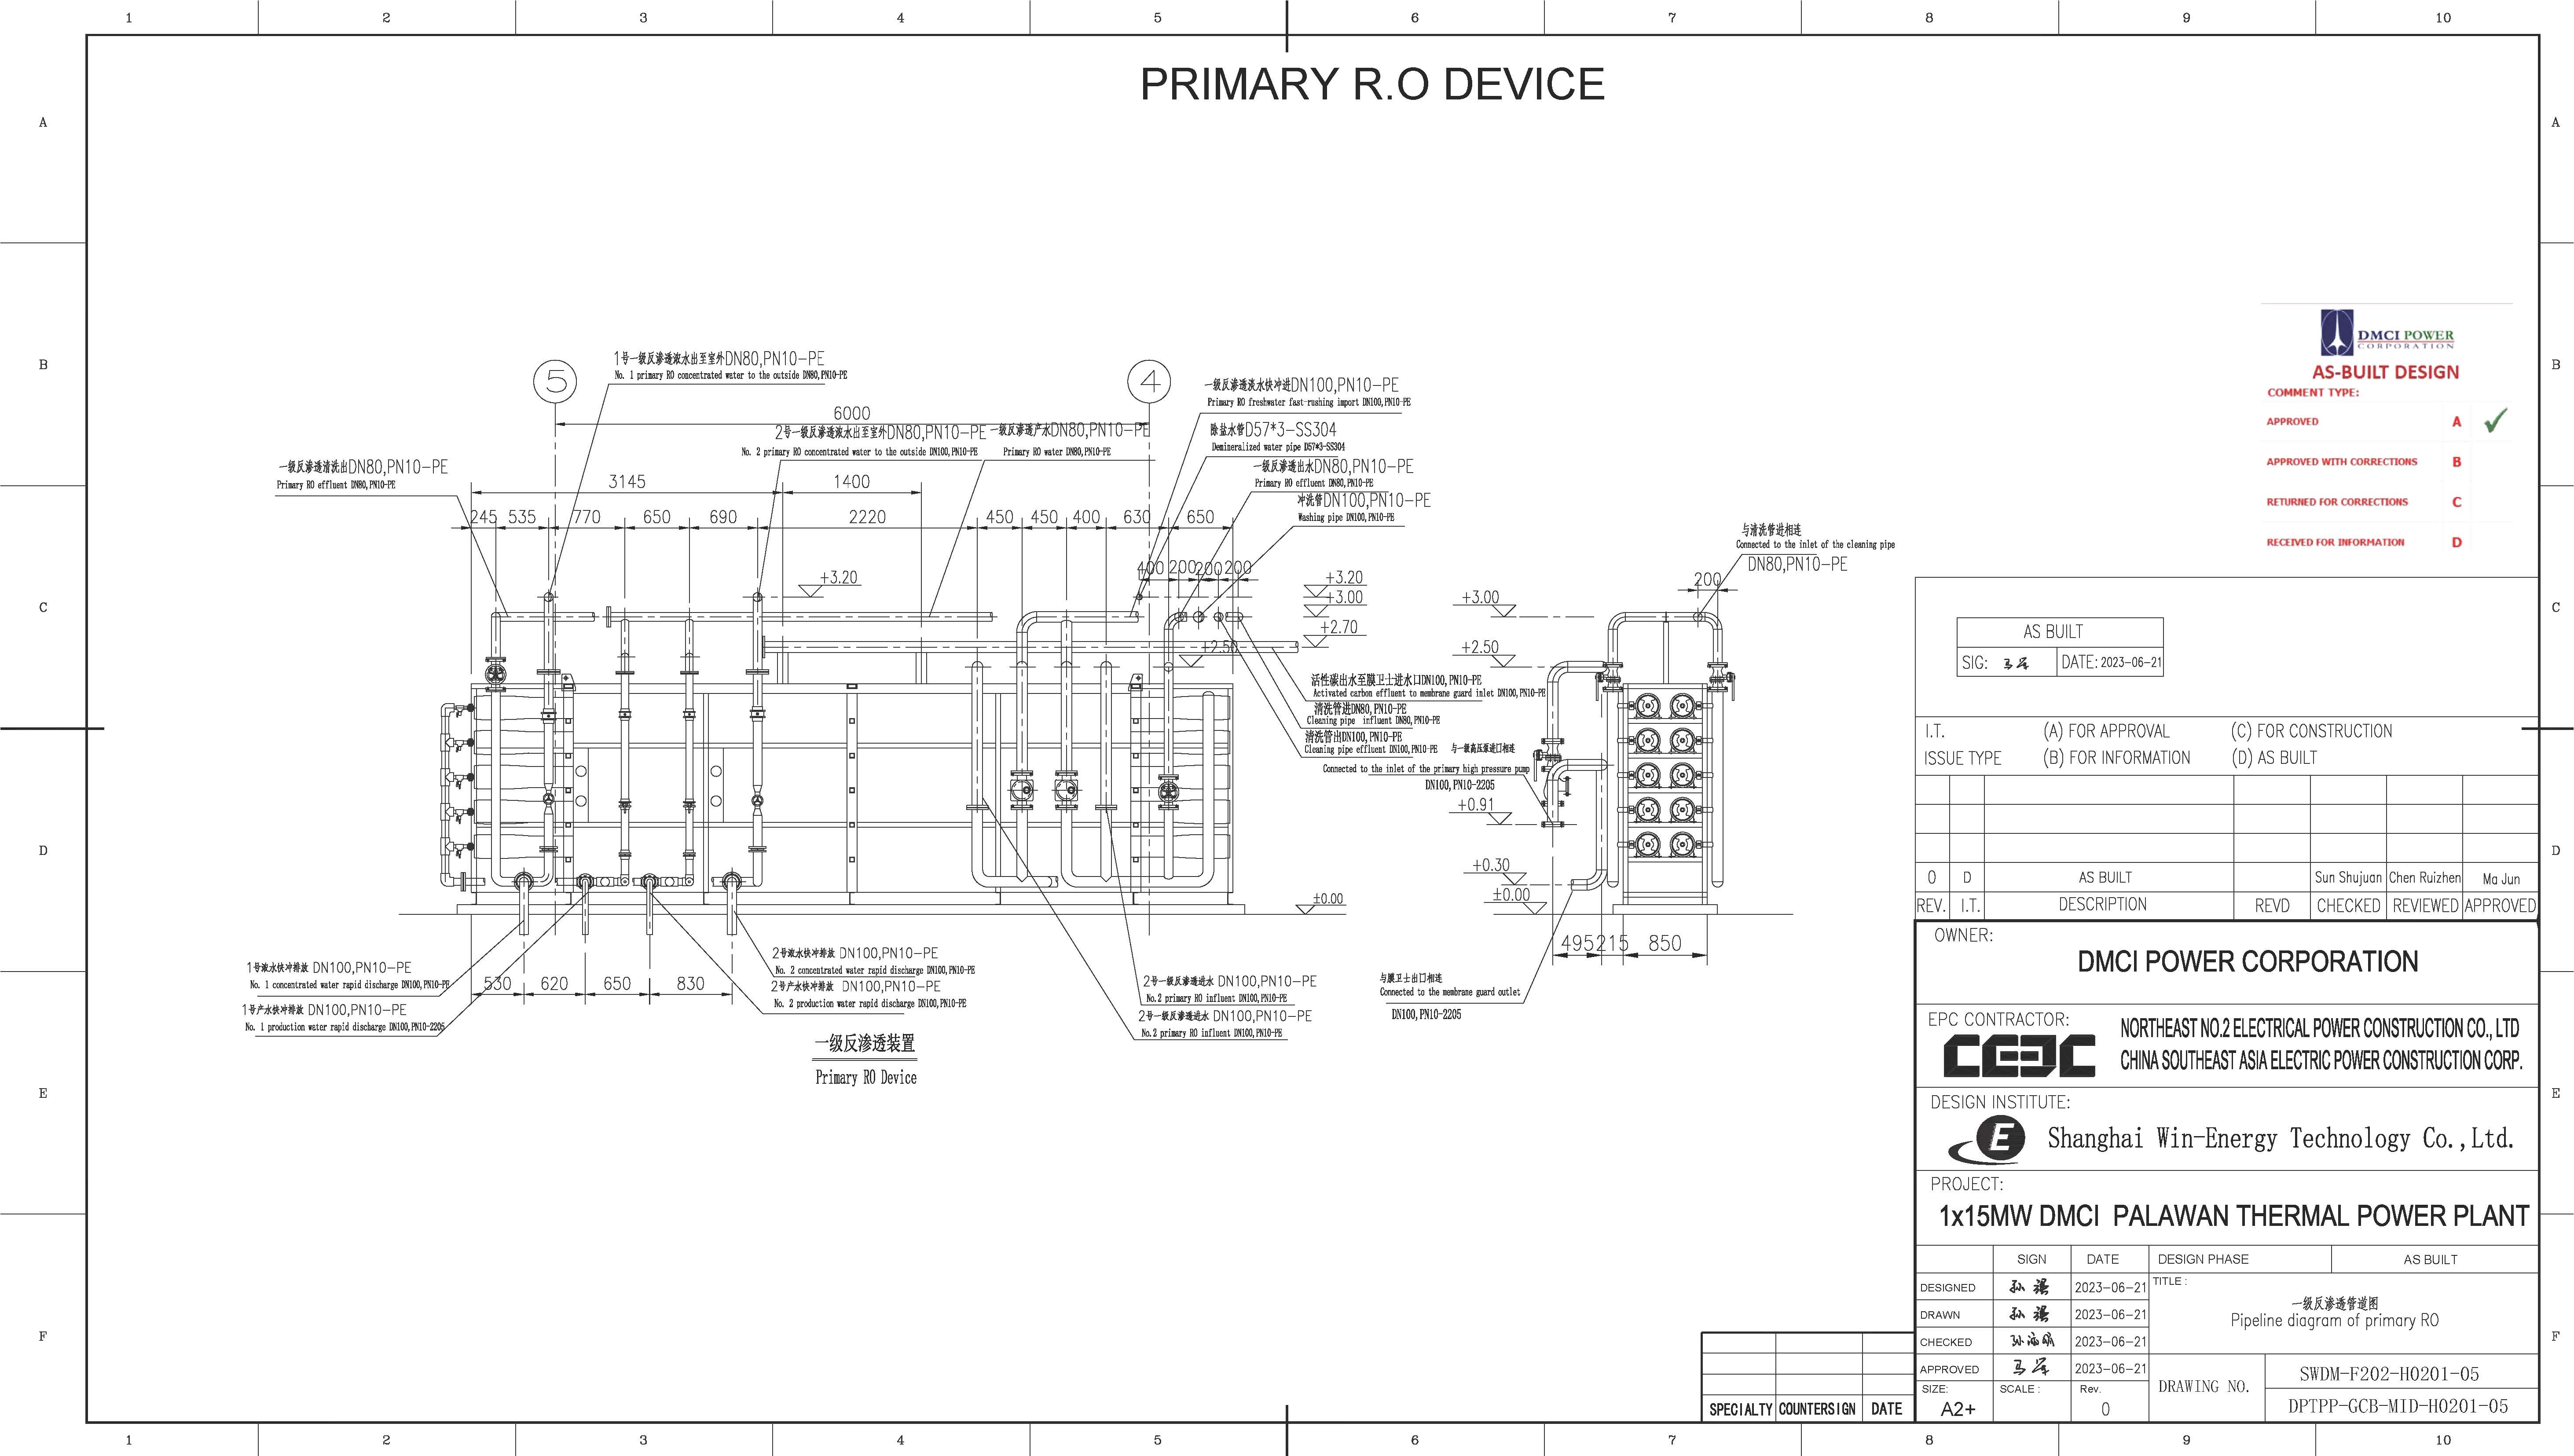 1 2 3 4 5 6 7 8 9 10
A
B
C
D
E
F
PRIMARY R.O DEVICE
5
4
1号一级反渗透浓水出至室外DN80,PN10-PE
No. 1 primary RO concentrated water to the outside DN80,PN10-PE
6000
2号一级反渗透浓水出至室外DN80,PN10-PE
No. 2 primary RO concentrated water to the outside DN100,PN10-PE
一级反渗透产水DN80,PN10-PE
Primary RO water DN80,PN10-PE
一级反渗透清洗出DN80,PN10-PE
Primary RO effluent DN80,PN10-PE
一级反渗透淡水快冲进DN100,PN10-PE
Primary RO freshwater fast-rushing import DN100,PN10-PE
除盐水管D57*3-SS304
Demineralized water pipe D57*3-SS304
一级反渗透出水DN80,PN10-PE
Primary RO effluent DN80,PN10-PE
冲洗管DN100,PN10-PE
Washing pipe DN100,PN10-PE
3145 1400
245 535 770 650 690 2220 450 450 400 630 650
400 200 200 200
+3.20
+3.20
+3.00
+2.70
+2.50
活性碳出水至膜卫士进水口DN100,PN10-PE
Activated carbon effluent to membrane guard inlet DN100,PN10-PE
清洗管进DN80,PN10-PE
Cleaning pipe influent DN80,PN10-PE
清洗管出DN100,PN10-PE
Cleaning pipe effluent DN100,PN10-PE
±0.00
530 620 650 830
1号浓水快冲排放 DN100,PN10-PE
No. 1 concentrated water rapid discharge DN100,PN10-PE
1号产水快冲排放 DN100,PN10-PE
No. 1 production water rapid discharge DN100,PN10-2205
2号浓水快冲排放 DN100,PN10-PE
No. 2 concentrated water rapid discharge DN100,PN10-PE
2号产水快冲排放 DN100,PN10-PE
No. 2 production water rapid discharge DN100,PN10-PE
2号一级反渗透进水 DN100,PN10-PE
No.2 primary RO influent DN100,PN10-PE
2号一级反渗透进水 DN100,PN10-PE
No.2 primary RO influent DN100,PN10-PE
一级反渗透装置
Primary RO Device
与清洗管进相连
Connected to the inlet of the cleaning pipe
DN80,PN10-PE
200
+3.00
+2.50
与一级高压泵进口相连
Connected to the inlet of the primary high pressure pump
DN100,PN10-2205
+0.91
+0.30
±0.00
495 215 850
与膜卫士出口相连
Connected to the membrane guard outlet
DN100,PN10-2205
DMCI POWER
CORPORATION
AS-BUILT DESIGN
COMMENT TYPE:
APPROVED A
APPROVED WITH CORRECTIONS B
RETURNED FOR CORRECTIONS C
RECEIVED FOR INFORMATION D
AS BUILT
SIG: DATE: 2023-06-21
I.T. (A) FOR APPROVAL (C) FOR CONSTRUCTION
ISSUE TYPE (B) FOR INFORMATION (D) AS BUILT
0 D AS BUILT Sun Shujuan Chen Ruizhen Ma Jun
REV. I.T. DESCRIPTION REVD CHECKED REVIEWED APPROVED
OWNER:
DMCI POWER CORPORATION
EPC CONTRACTOR:
CEEC
NORTHEAST NO.2 ELECTRICAL POWER CONSTRUCTION CO., LTD
CHINA SOUTHEAST ASIA ELECTRIC POWER CONSTRUCTION CORP.
DESIGN INSTITUTE:
E Shanghai Win-Energy Technology Co.,Ltd.
PROJECT:
1x15MW DMCI PALAWAN THERMAL POWER PLANT
SIGN DATE DESIGN PHASE AS BUILT
DESIGNED 2023-06-21
DRAWN 2023-06-21
CHECKED 2023-06-21
APPROVED 2023-06-21
TITLE :
一级反渗透管道图
Pipeline diagram of primary RO
SIZE: SCALE : Rev.
A2+ 0
DRAWING NO.
SWDM-F202-H0201-05
DPTPP-GCB-MID-H0201-05
SPECIALTY COUNTERSIGN DATE
1 2 3 4 5 6 7 8 9 10
A
B
C
D
E
F